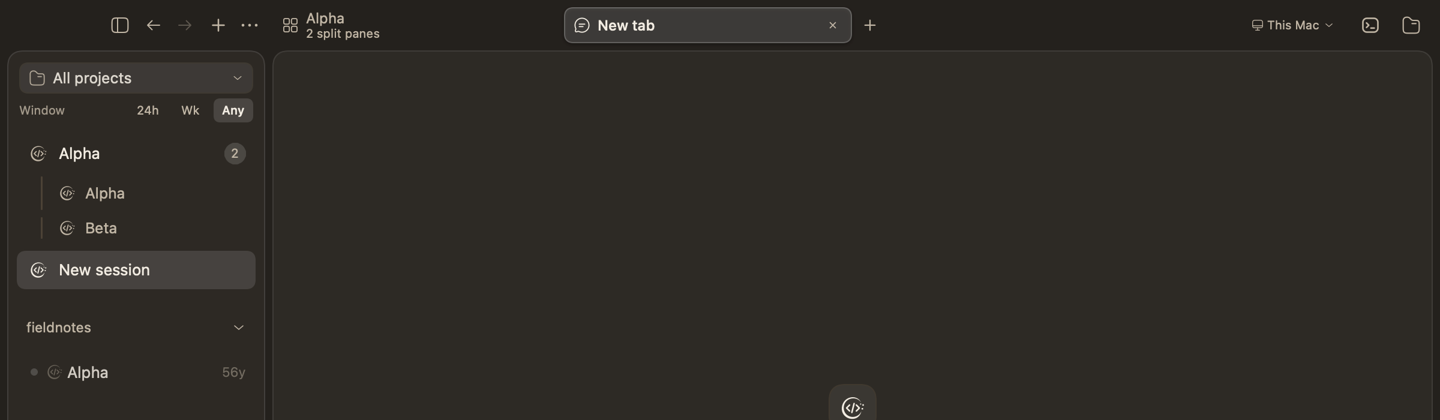 Alpha
2 split panes
New tab
This Mac
All projects
Window 24h Wk Any
Alpha 2
Alpha
Beta
New session
fieldnotes
Alpha 56y